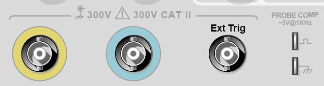 300V 300V CAT II
Ext Trig
PROBE COMP
~5V@1KHz